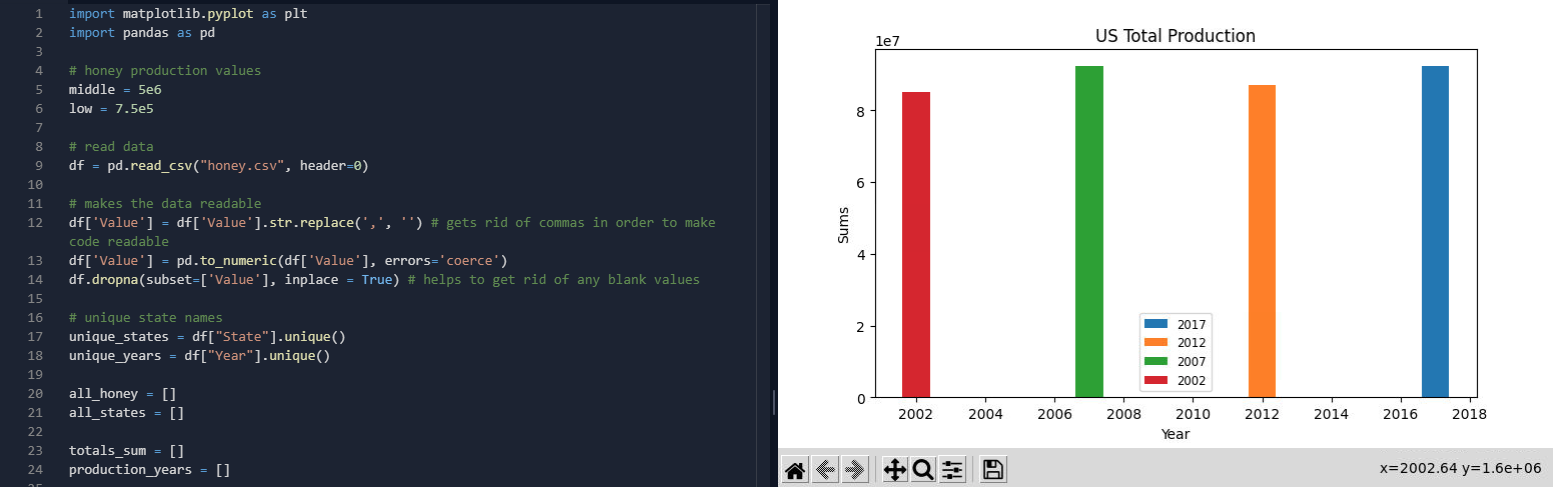 1 import matplotlib.pyplot as plt
2 import pandas as pd
3
4 # honey production values
5 middle = 5e6
6 low = 7.5e5
7
8 # read data
9 df = pd.read_csv("honey.csv", header=0)
10
11 # makes the data readable
12 df['Value'] = df['Value'].str.replace(',', '') # gets rid of commas in order to make
code readable
13 df['Value'] = pd.to_numeric(df['Value'], errors='coerce')
14 df.dropna(subset=['Value'], inplace = True) # helps to get rid of any blank values
15
16 # unique state names
17 unique_states = df["State"].unique()
18 unique_years = df["Year"].unique()
19
20 all_honey = []
21 all_states = []
22
23 totals_sum = []
24 production_years = []
US Total Production
1e7
8
6
4
2
0
Sums
2017
2012
2007
2002
2002 2004 2006 2008 2010 2012 2014 2016 2018
Year
x=2002.64 y=1.6e+06